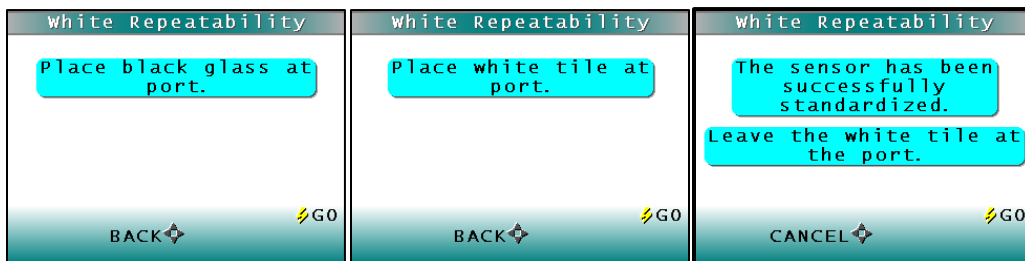 White Repeatability
Place black glass at
port.
GO
BACK
White Repeatability
Place white tile at
port.
GO
BACK
White Repeatability
The sensor has been
successfully
standardized.
Leave the white tile at
the port.
GO
CANCEL